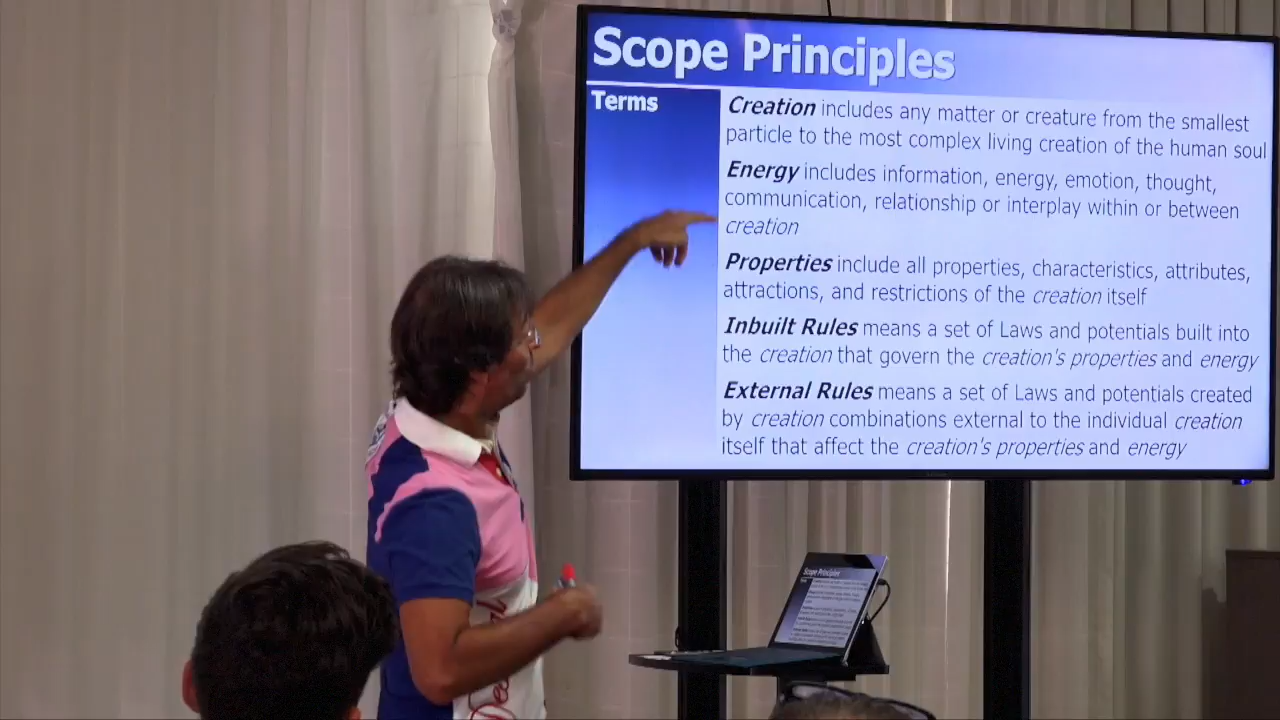 Scope Principles
Terms
Creation includes any matter or creature from the smallest
particle to the most complex living creation of the human soul
Energy includes information, energy, emotion, thought,
communication, relationship or interplay within or between
creation
Properties include all properties, characteristics, attributes,
attractions, and restrictions of the creation itself
Inbuilt Rules means a set of Laws and potentials built into
the creation that govern the creation's properties and energy
External Rules means a set of Laws and potentials created
by creation combinations external to the individual creation
itself that affect the creation's properties and energy
Scope Principles